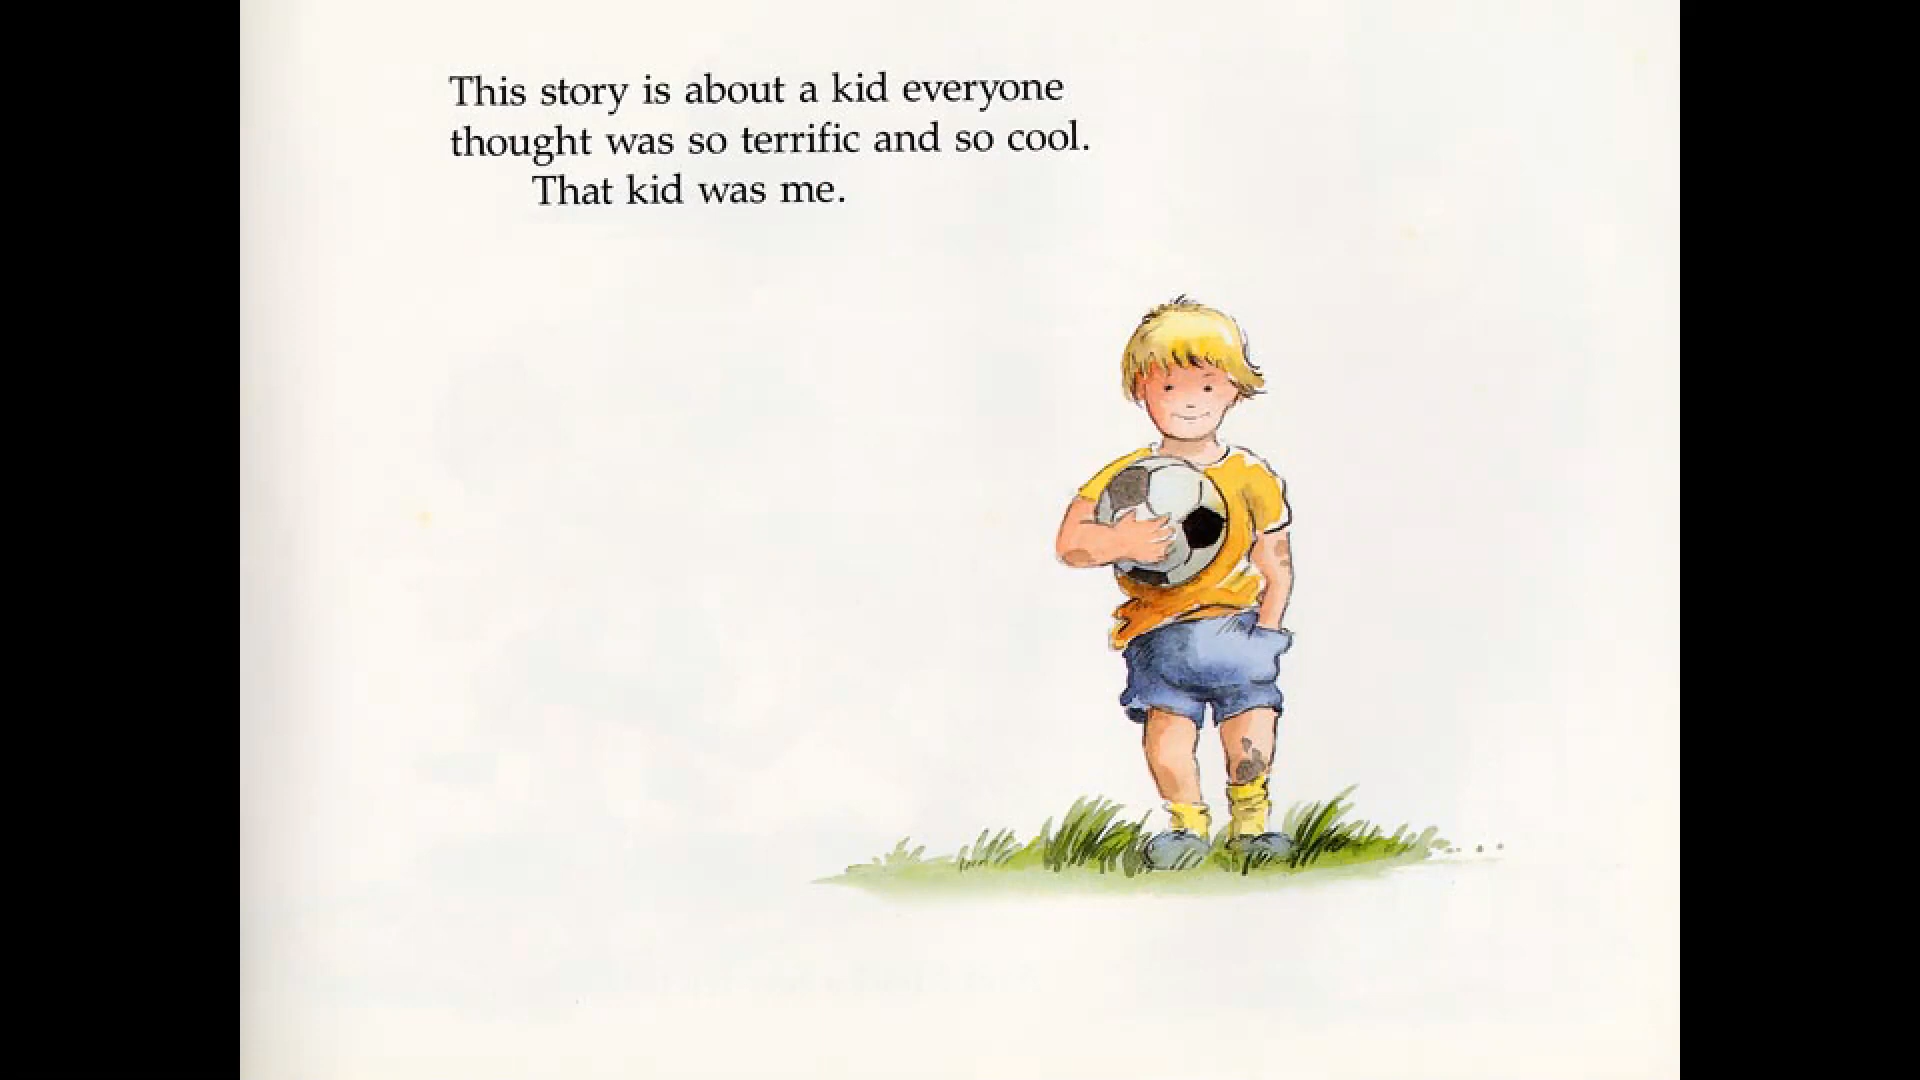 This story is about a kid everyone
thought was so terrific and so cool.
That kid was me.